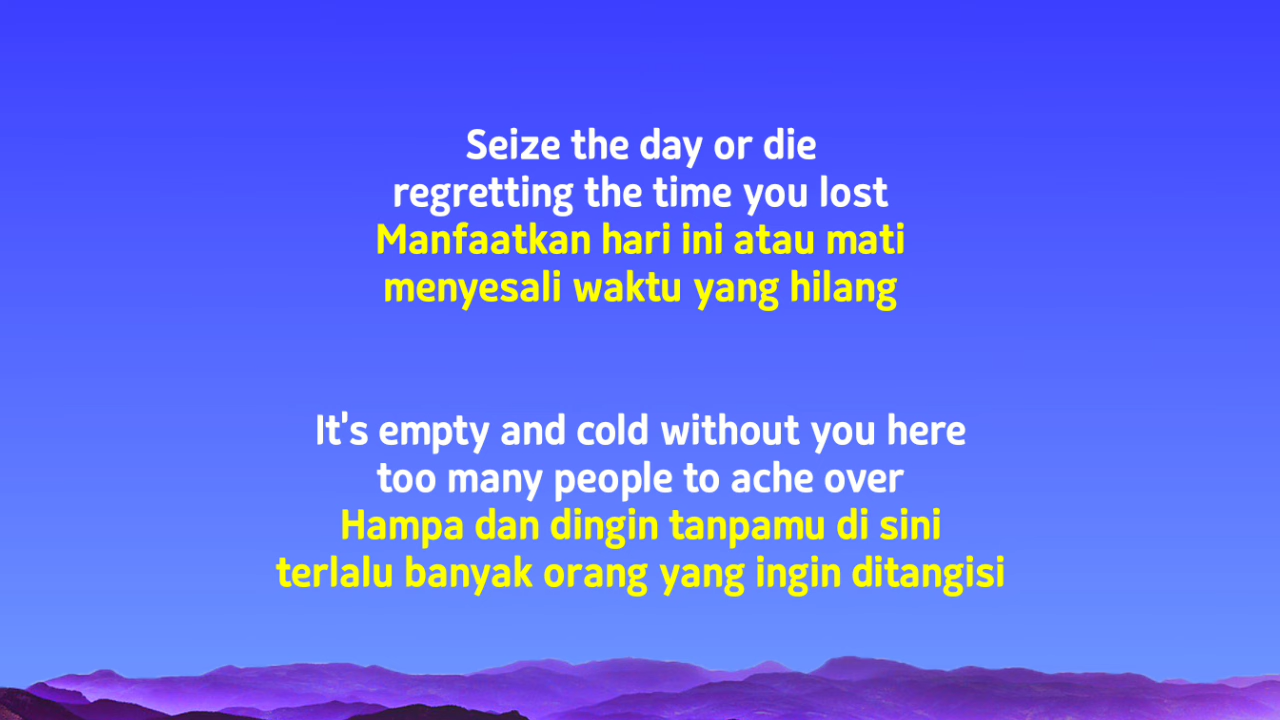 Seize the day or die
regretting the time you lost
Manfaatkan hari ini atau mati
menyesali waktu yang hilang
It's empty and cold without you here
too many people to ache over
Hampa dan dingin tanpamu di sini
terlalu banyak orang yang ingin ditangisi